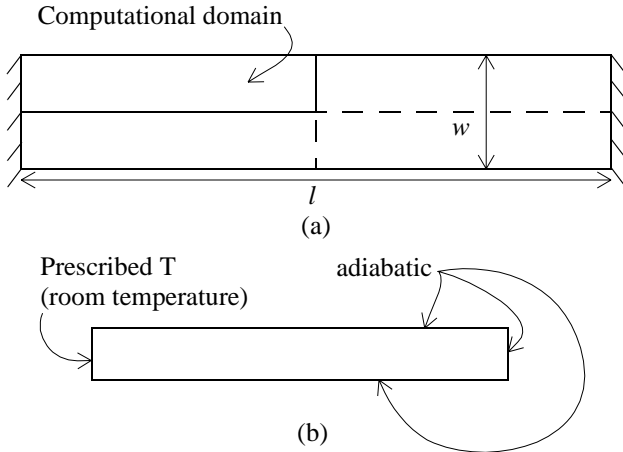 Computational domain
w
l
(a)
Prescribed T
(room temperature)
adiabatic
(b)